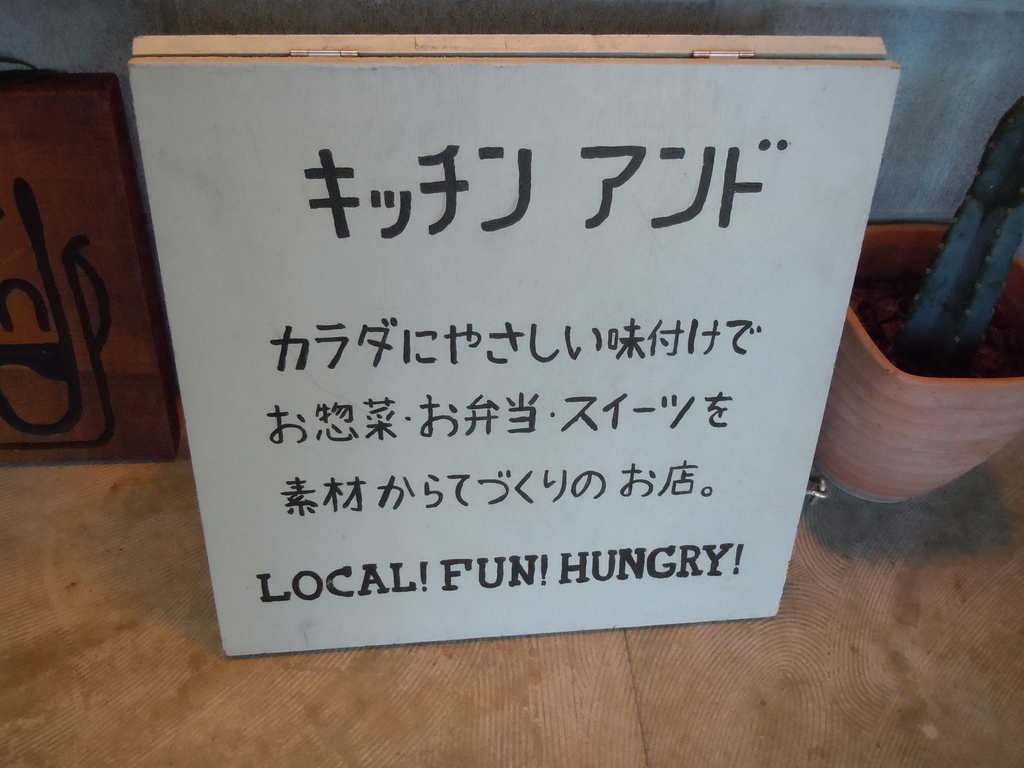 キッチン アンド
カラダにやさしい味付けで
お惣菜・お弁当・スイーツを
素材からてづくりの お店。
LOCAL! FUN! HUNGRY!